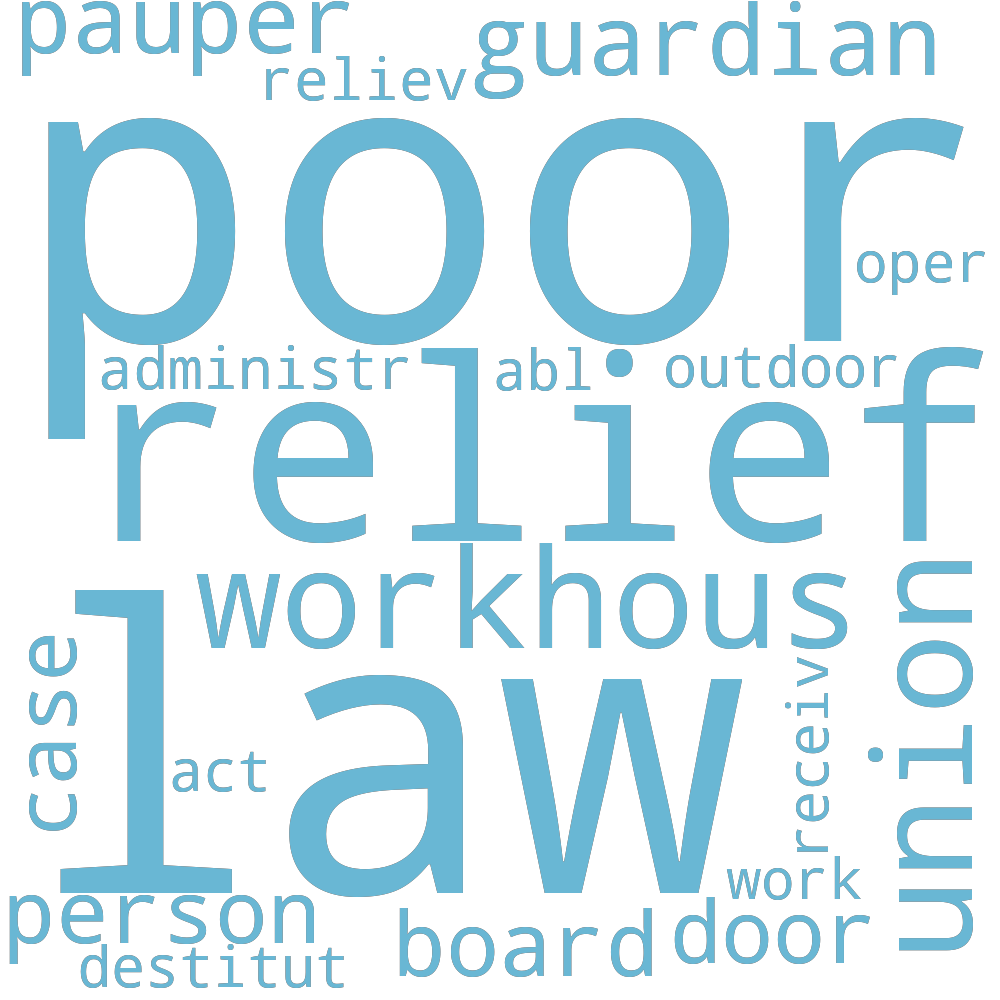 pauper
guardian
reliev
poor
oper
administr
abl
outdoor
relief
workhous
union
case
law
receiv
act
work
person
board
door
destitut